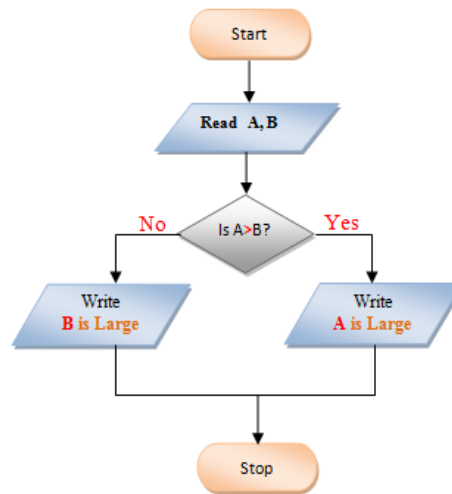 Start
Read A, B
Is A>B?
No
Yes
Write
B is Large
Write
A is Large
Stop